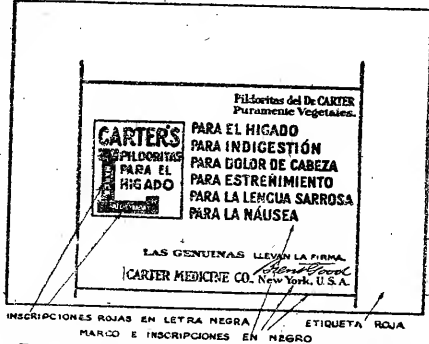 Pildoritas del Dr. CARTER
Puramente Vegetales.
CARTER'S
PILDORITAS
PARA EL
HIGADO
PARA EL HIGADO
PARA INDIGESTIÓN
PARA DOLOR DE CABEZA
PARA ESTREÑIMIENTO
PARA LA LENGUA SARROSA
PARA LA NÁUSEA
LAS GENUINAS LLEVAN LA FIRMA.
Brent Good
CARTER MEDICINE CO., New York, U.S.A.
INSCRIPCIONES ROJAS EN LETRA NEGRA
ETIQUETA ROJA
MARCO E INSCRIPCIONES EN NEGRO